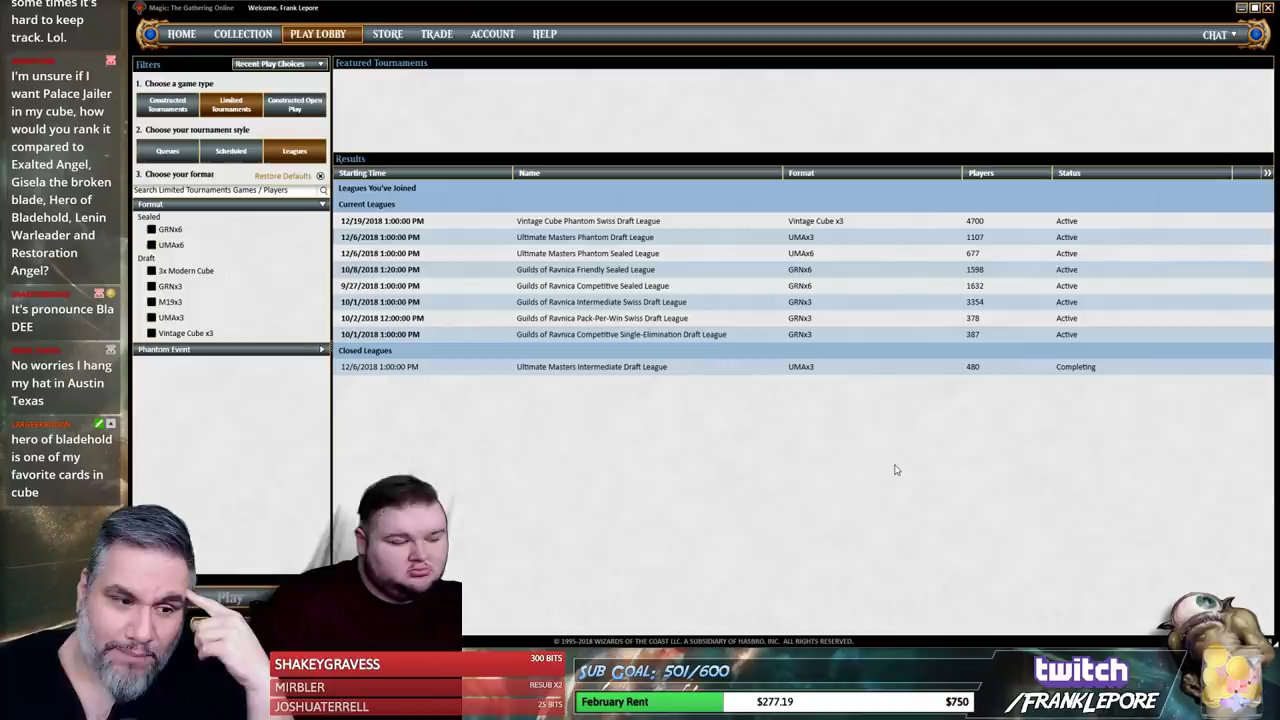 some times it's
hard to keep
track. Lol.
I'm unsure if I
want Palace Jailer
in my cube, how
would you rank it
compared to
Exalted Angel,
Gisela the broken
blade, Hero of
Bladehold, Lenin
Warleader and
Restoration
Angel?
It's pronounce Bla
DEE
No worries I hang
my hat in Austin
Texas
LARGEBRANDON
hero of bladehold
is one of my
favorite cards in
cube
Magic: The Gathering Online Welcome, Frank Lepore
HOME COLLECTION PLAY LOBBY STORE TRADE ACCOUNT HELP CHAT
Filters Recent Play Choices
1. Choose a game type
Constructed Tournaments Limited Tournaments Constructed Open Play
2. Choose your tournament style
Queues Scheduled Leagues
3. Choose your format Restore Defaults
Search Limited Tournaments Games / Players
Format
Sealed
GRNx6
UMAx6
Draft
3x Modern Cube
GRNx3
M19x3
UMAx3
Vintage Cube x3
Phantom Event
Play
Featured Tournaments
Results
Starting Time Name Format Players Status
Leagues You've Joined
Current Leagues
12/19/2018 1:00:00 PM Vintage Cube Phantom Swiss Draft League Vintage Cube x3 4700 Active
12/6/2018 1:00:00 PM Ultimate Masters Phantom Draft League UMAx3 1107 Active
12/6/2018 1:00:00 PM Ultimate Masters Phantom Sealed League UMAx6 677 Active
10/8/2018 1:20:00 PM Guilds of Ravnica Friendly Sealed League GRNx6 1598 Active
9/27/2018 1:00:00 PM Guilds of Ravnica Competitive Sealed League GRNx6 1632 Active
10/1/2018 1:00:00 PM Guilds of Ravnica Intermediate Swiss Draft League GRNx3 3354 Active
10/2/2018 12:00:00 PM Guilds of Ravnica Pack-Per-Win Swiss Draft League GRNx3 378 Active
10/1/2018 1:00:00 PM Guilds of Ravnica Competitive Single-Elimination Draft League GRNx3 387 Active
Closed Leagues
12/6/2018 1:00:00 PM Ultimate Masters Intermediate Draft League UMAx3 480 Completing
© 1995-2018 WIZARDS OF THE COAST LLC. A SUBSIDIARY OF HASBRO, INC. ALL RIGHTS RESERVED.
SHAKEYGRAVESS 300 BITS
MIRBLER RESUB X2
JOSHUATERRELL 25 BITS
SUB GOAL: 501/600
February Rent $277.19 $750
twitch
/FRANKLEPORE